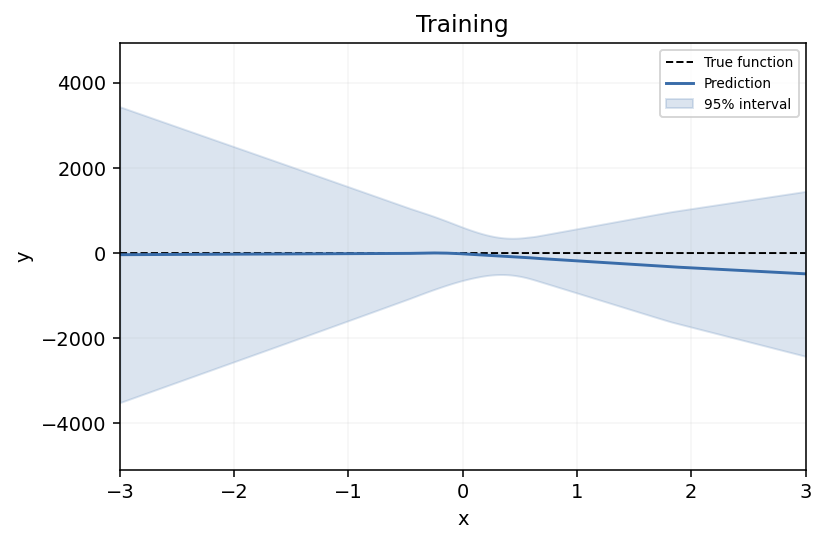 Training
True function
Prediction
95% interval
4000
2000
0
−2000
−4000
y
−3
−2
−1
0
1
2
3
x